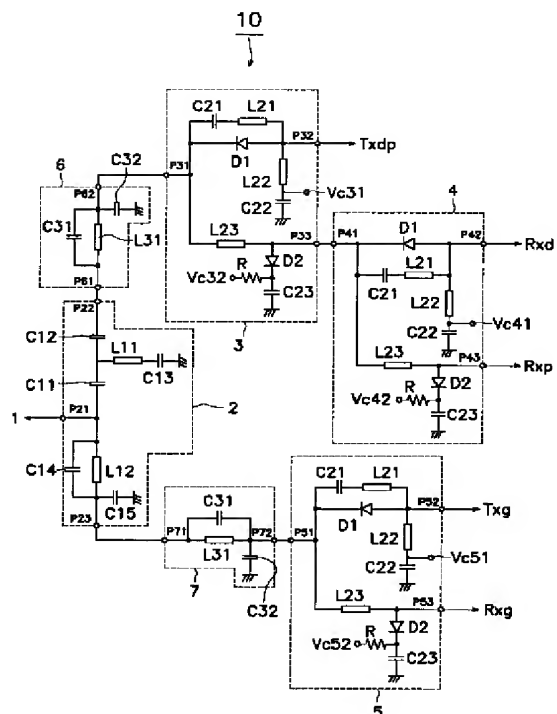 10
C21 L21
P31 D1 P32 Txdp
L22
C22 Vc31
L23 P33
Vc32 R D2
C23
3
6
P62 C32
C31 L31
P61
4
P41 D1 P42 Rxd
C21 L21
L22
C22 Vc41
L23 P43 Rxp
Vc42 R D2
C23
P22
C12
L11 C13
C11
1 P21 2
C14 L12
C15
P23
C31
P71 P72
L31
C32
7
C21 L21
P51 D1 P52 Txg
L22
C22 Vc51
L23 P53 Rxg
Vc52 R D2
C23
5